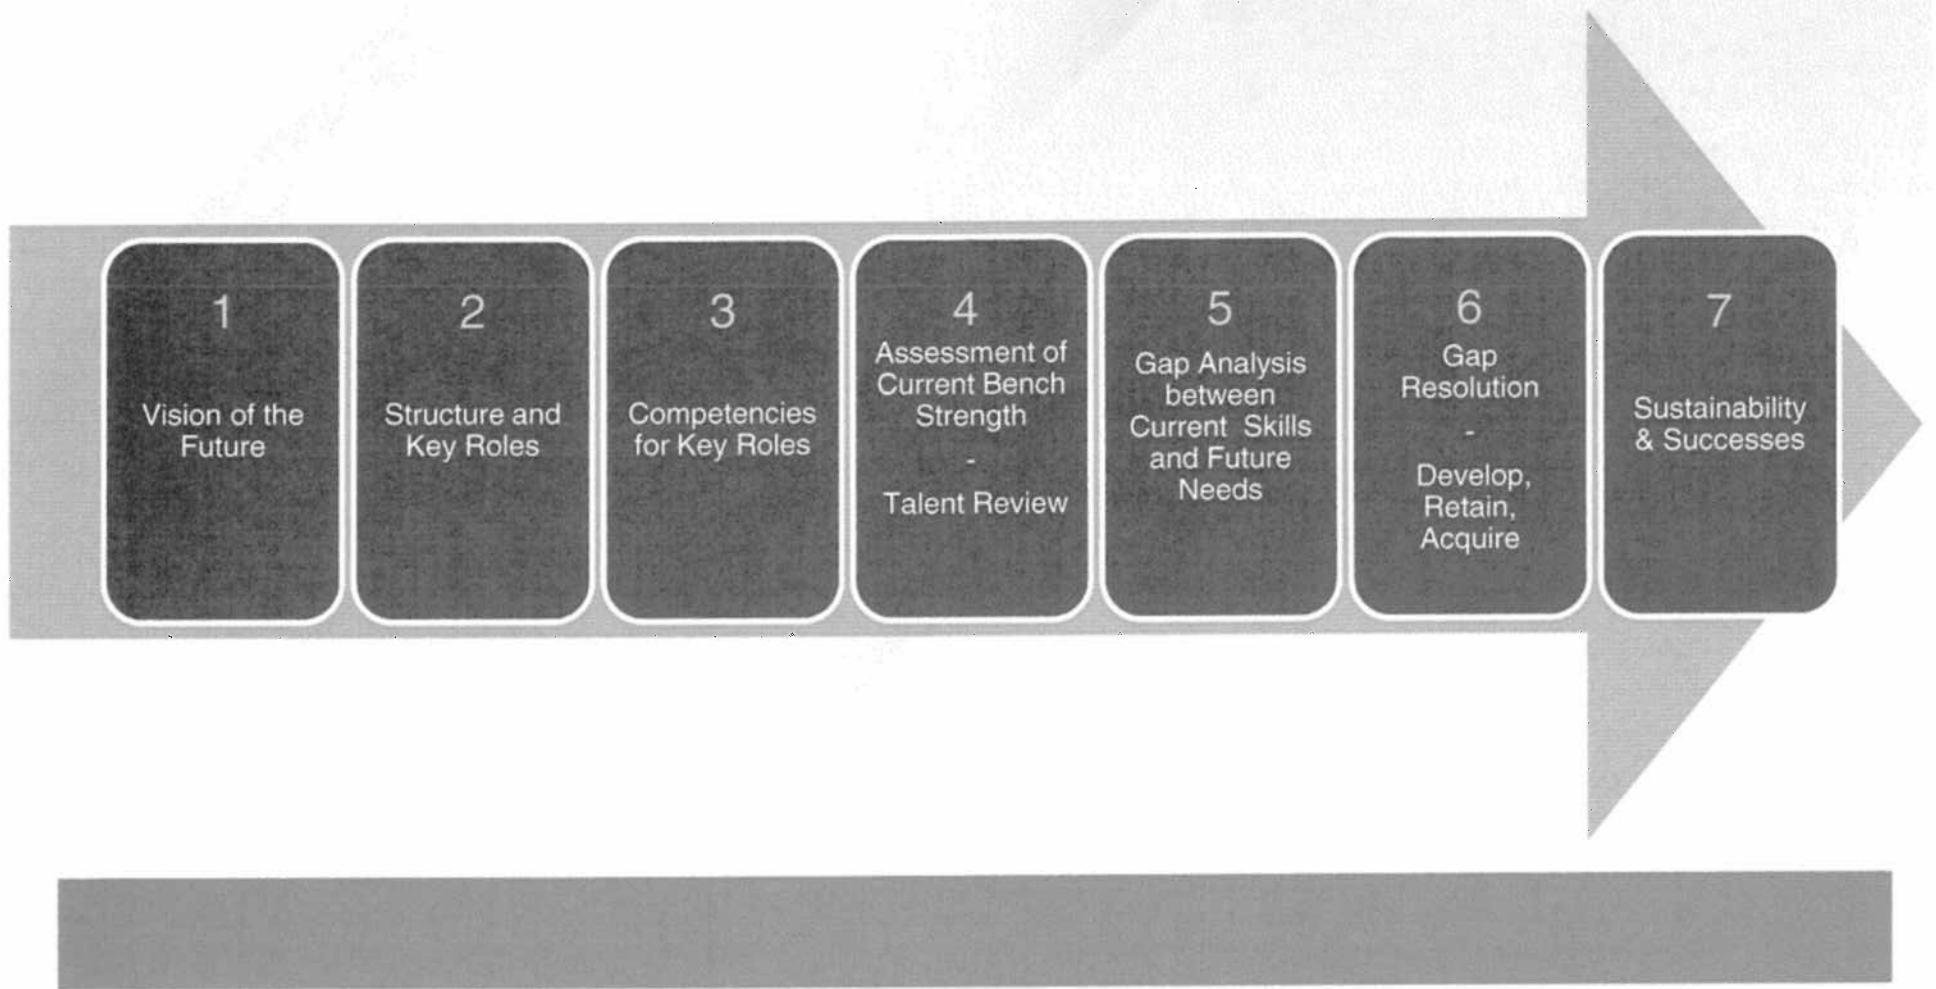 1
Vision of the
Future
2
Structure and
Key Roles
3
Competencies
for Key Roles
4
Assessment of
Current Bench
Strength
-
Talent Review
5
Gap Analysis
between
Current Skills
and Future
Needs
6
Gap
Resolution
-
Develop,
Retain,
Acquire
7
Sustainability
& Successes